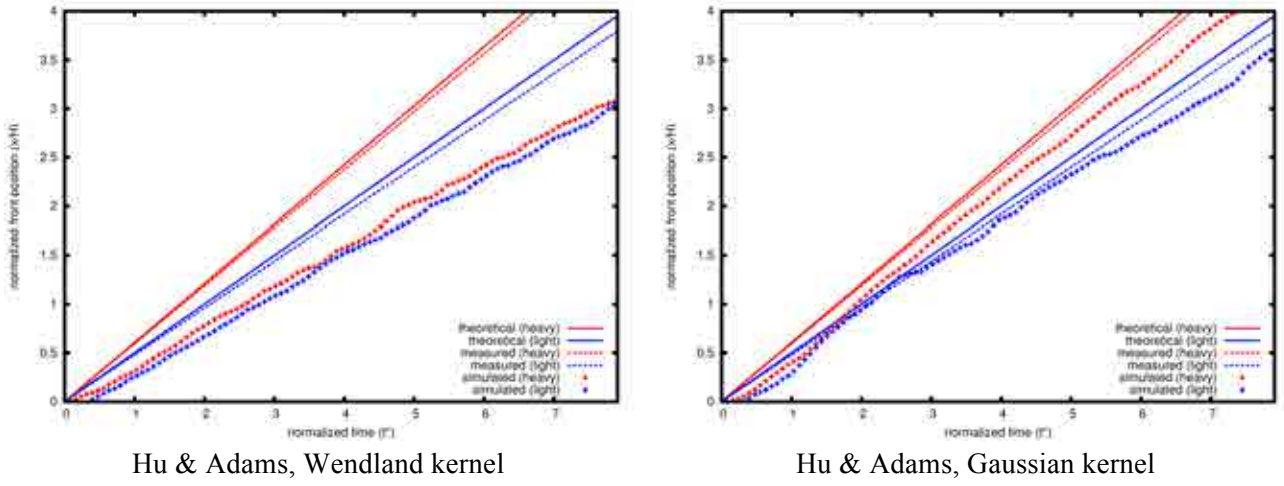 4
3.5
3
2.5
2
1.5
1
0.5
0
normalized front position (x/H)
theoretical (heavy)
theoretical (light)
measured (heavy)
measured (light)
simulated (heavy)
simulated (light)
0 1 2 3 4 5 6 7
normalized time (t*)
Hu & Adams, Wendland kernel
4
3.5
3
2.5
2
1.5
1
0.5
0
normalized front position (x/H)
theoretical (heavy)
theoretical (light)
measured (heavy)
measured (light)
simulated (heavy)
simulated (light)
0 1 2 3 4 5 6 7
normalized time (t*)
Hu & Adams, Gaussian kernel